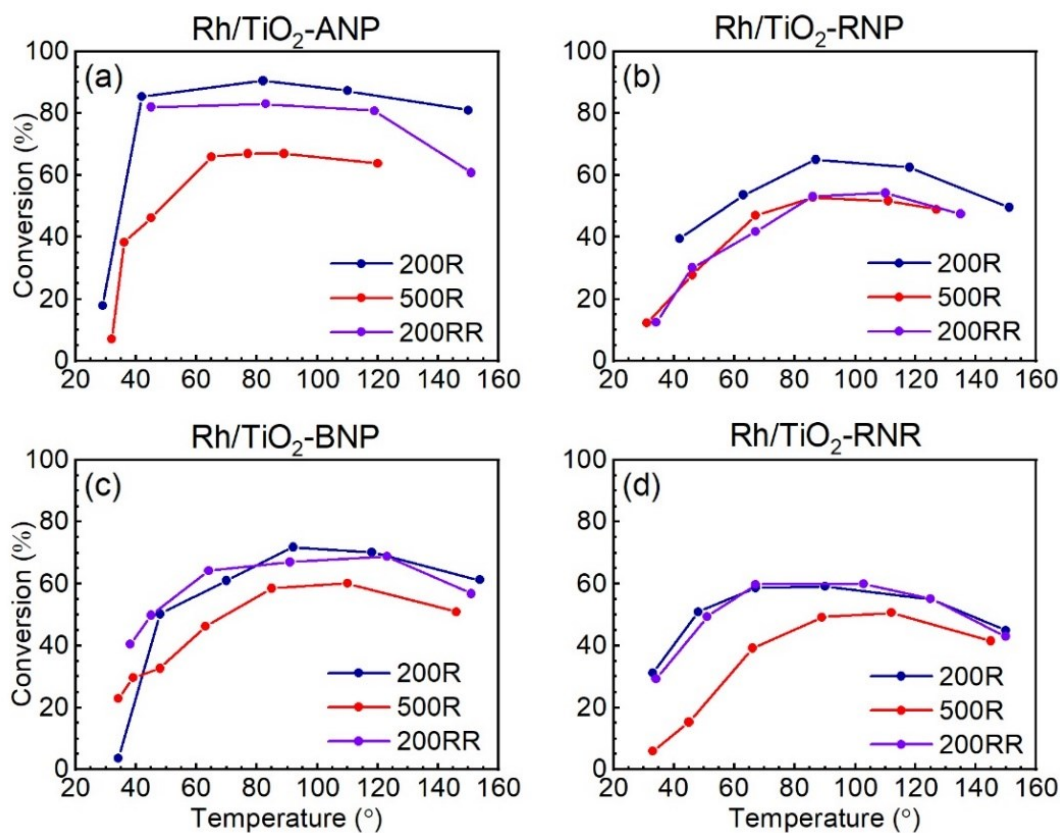 Rh/TiO₂-ANP
(a)
Conversion (%)
100
80
60
40
20
0
200R
500R
200RR
20 40 60 80 100 120 140 160
Rh/TiO₂-RNP
(b)
100
80
60
40
20
0
200R
500R
200RR
20 40 60 80 100 120 140 160
Rh/TiO₂-BNP
(c)
Conversion (%)
100
80
60
40
20
0
200R
500R
200RR
20 40 60 80 100 120 140 160
Temperature (°)
Rh/TiO₂-RNR
(d)
100
80
60
40
20
0
200R
500R
200RR
20 40 60 80 100 120 140 160
Temperature (°)